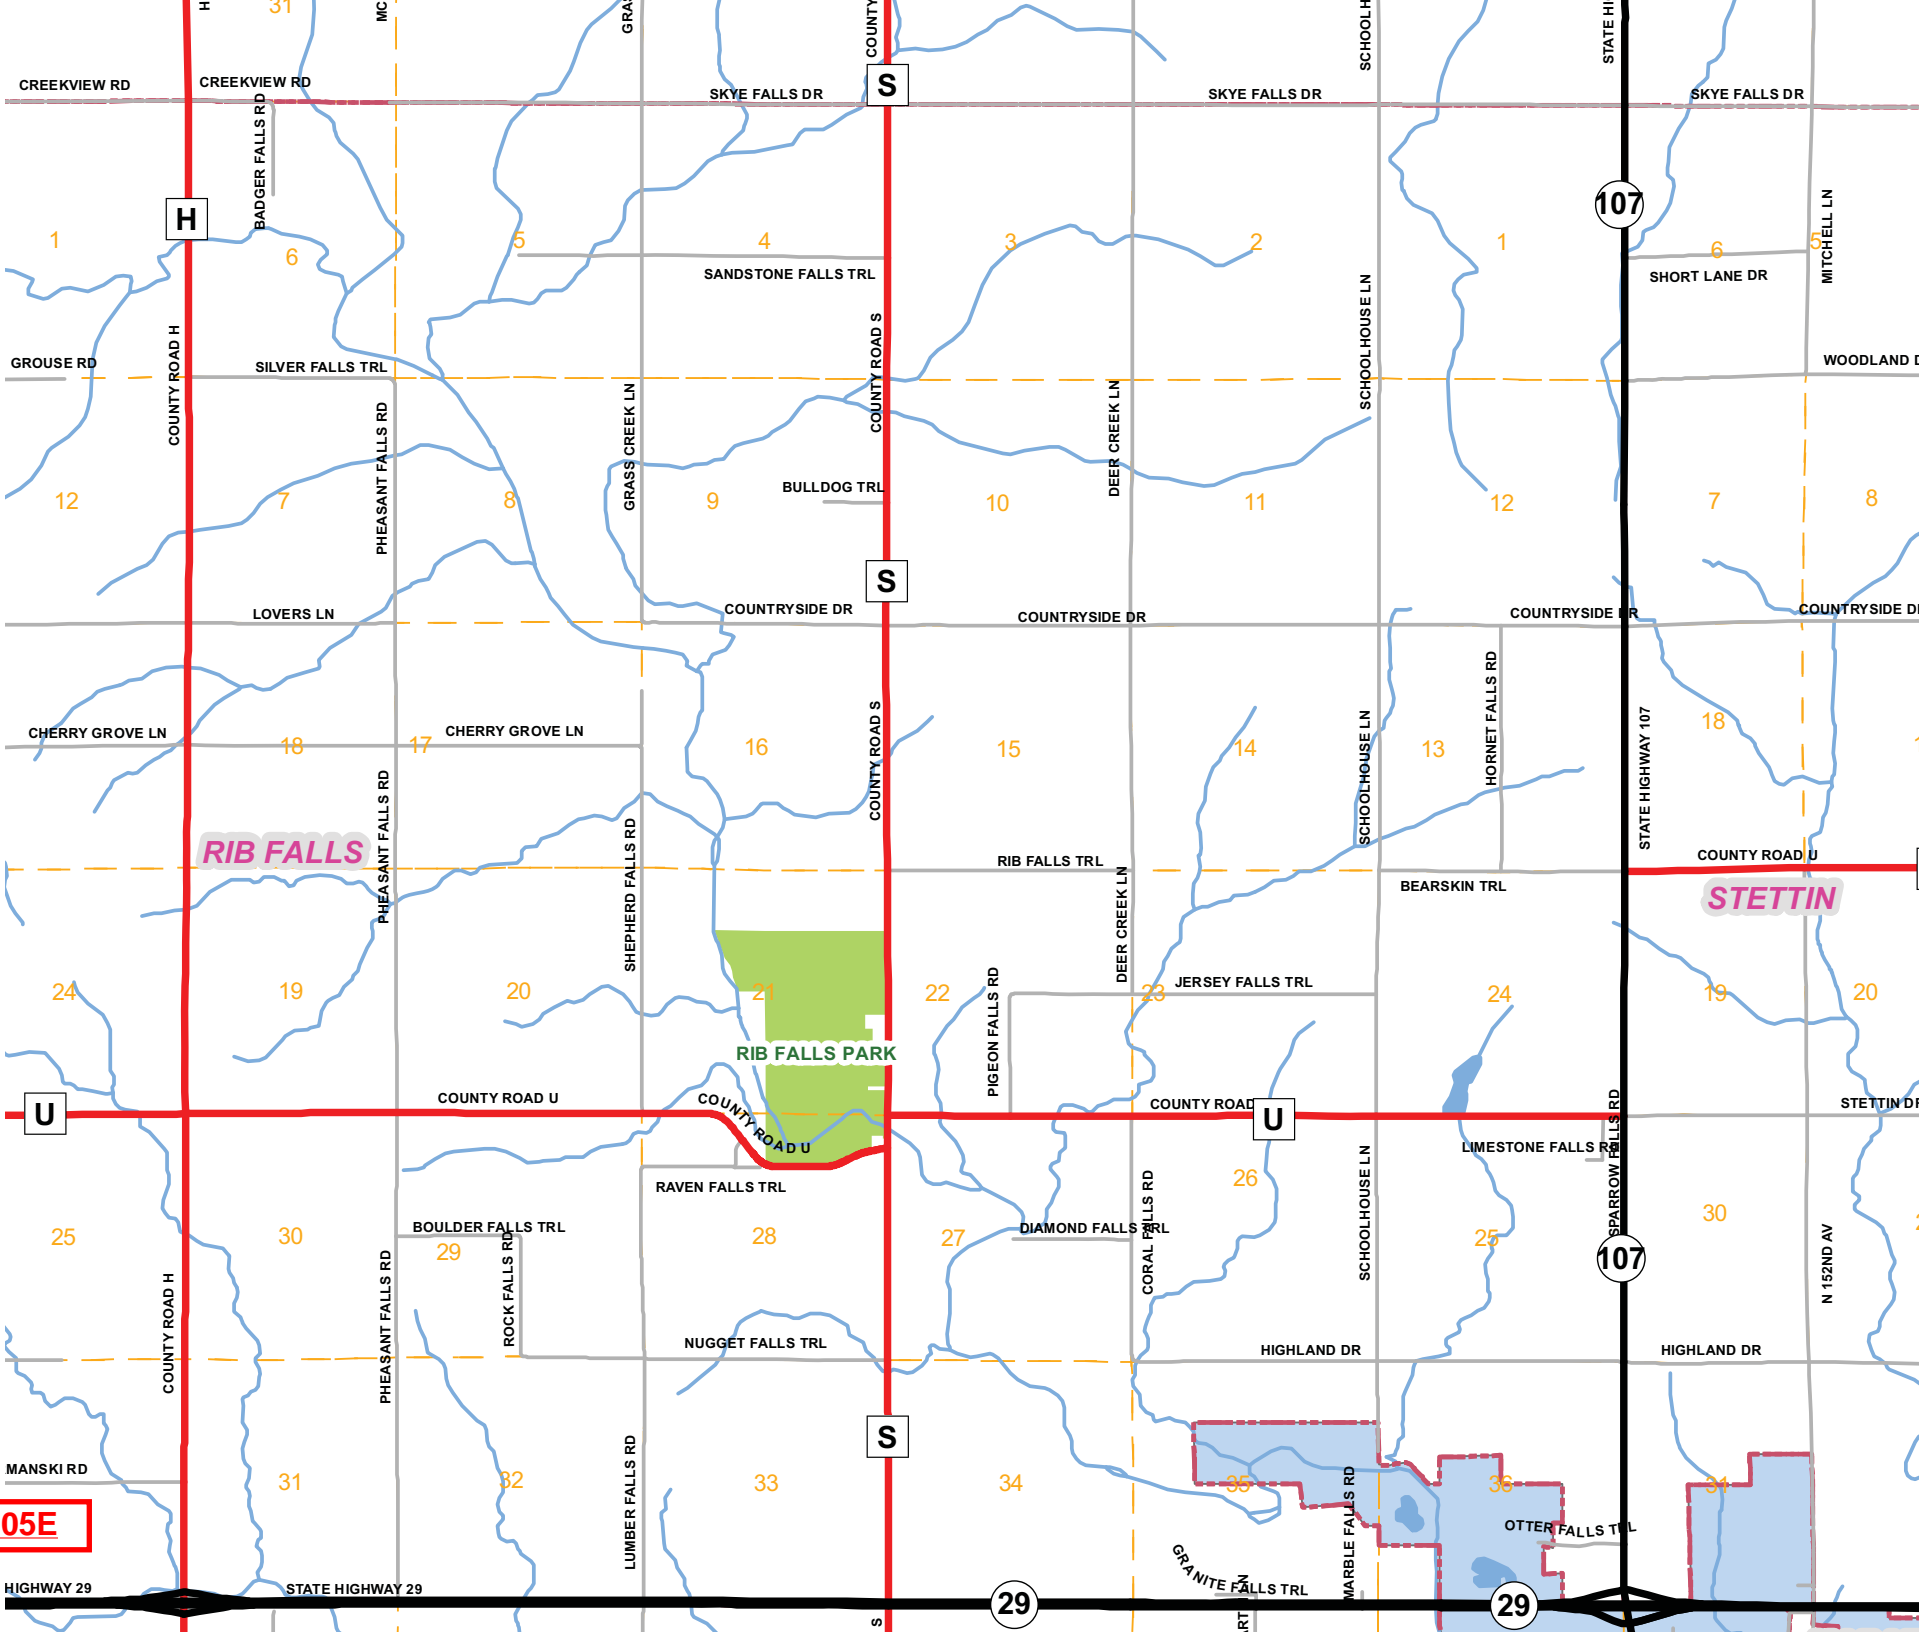 31
CREEKVIEW RD
CREEKVIEW RD
SKYE FALLS DR
SKYE FALLS DR
SKYE FALLS DR
S
BADGER FALLS RD
H
107
MITCHELL LN
1
6
5
4
3
2
1
6
5
SANDSTONE FALLS TRL
SHORT LANE DR
COUNTY ROAD H
COUNTY ROAD S
SCHOOLHOUSE LN
GROUSE RD
SILVER FALLS TRL
WOODLAND D
PHEASANT FALLS RD
GRASS CREEK LN
DEER CREEK LN
BULLDOG TRL
12
7
8
9
10
11
12
7
8
S
LOVERS LN
COUNTRYSIDE DR
COUNTRYSIDE DR
COUNTRYSIDE DR
COUNTRYSIDE DR
HORNET FALLS RD
COUNTY ROAD S
SCHOOLHOUSE LN
STATE HIGHWAY 107
CHERRY GROVE LN
CHERRY GROVE LN
18
17
16
15
14
13
18
PHEASANT FALLS RD
SHEPHERD FALLS RD
RIB FALLS
RIB FALLS TRL
BEARSKIN TRL
COUNTY ROAD U
STETTIN
DEER CREEK LN
PIGEON FALLS RD
JERSEY FALLS TRL
24
19
20
21
22
23
24
19
20
RIB FALLS PARK
U
COUNTY ROAD U
COUNTY ROAD U
COUNTY ROAD
U
STETTIN DR
LIMESTONE FALLS RD
SPARROW FALLS RD
RAVEN FALLS TRL
CORAL FALLS RD
SCHOOLHOUSE LN
26
25
30
BOULDER FALLS TRL
29
28
27
DIAMOND FALLS TRL
25
30
107
N 152ND AV
ROCK FALLS RD
COUNTY ROAD H
PHEASANT FALLS RD
NUGGET FALLS TRL
HIGHLAND DR
HIGHLAND DR
S
MANSKI RD
31
32
33
34
35
36
31
LUMBER FALLS RD
MARBLE FALLS RD
05E
OTTER FALLS TRL
GRANITE FALLS TRL
HIGHWAY 29
STATE HIGHWAY 29
29
29
S